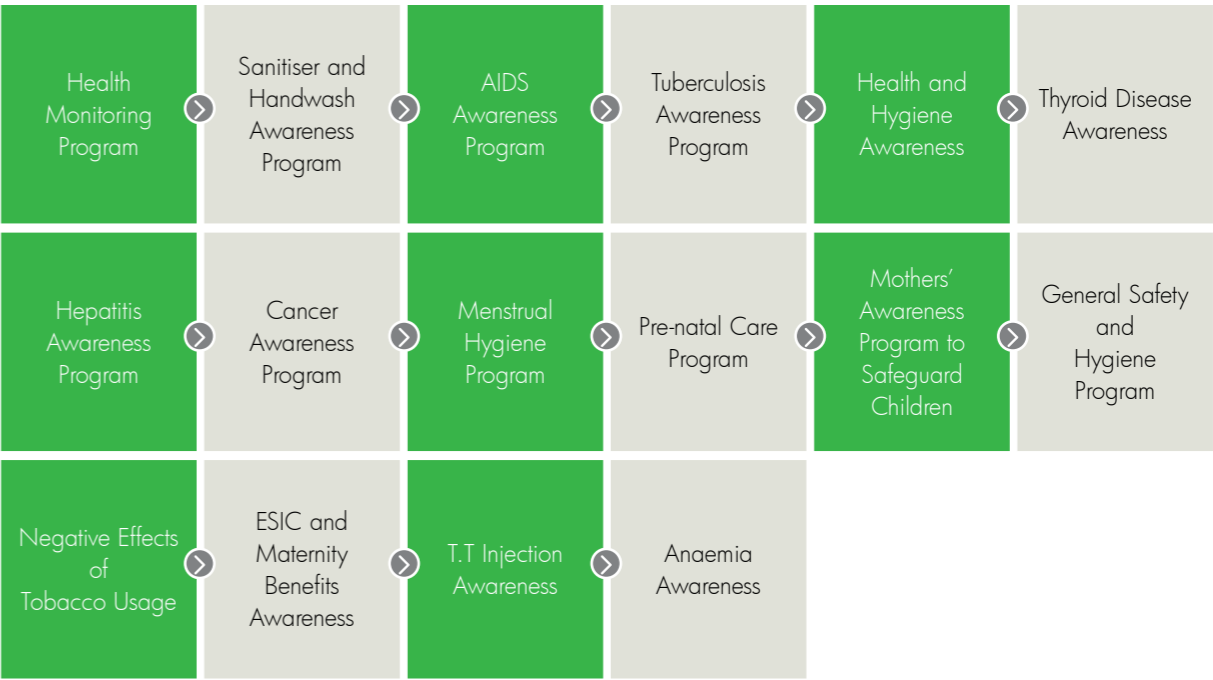 Health
Monitoring
Program
Sanitiser and
Handwash
Awareness
Program
AIDS
Awareness
Program
Tuberculosis
Awareness
Program
Health and
Hygiene
Awareness
Thyroid Disease
Awareness
Hepatitis
Awareness
Program
Cancer
Awareness
Program
Menstrual
Hygiene
Program
Pre-natal Care
Program
Mothers’
Awareness
Program to
Safeguard
Children
General Safety
and
Hygiene
Program
Negative Effects
of
Tobacco Usage
ESIC and
Maternity
Benefits
Awareness
T.T Injection
Awareness
Anaemia
Awareness